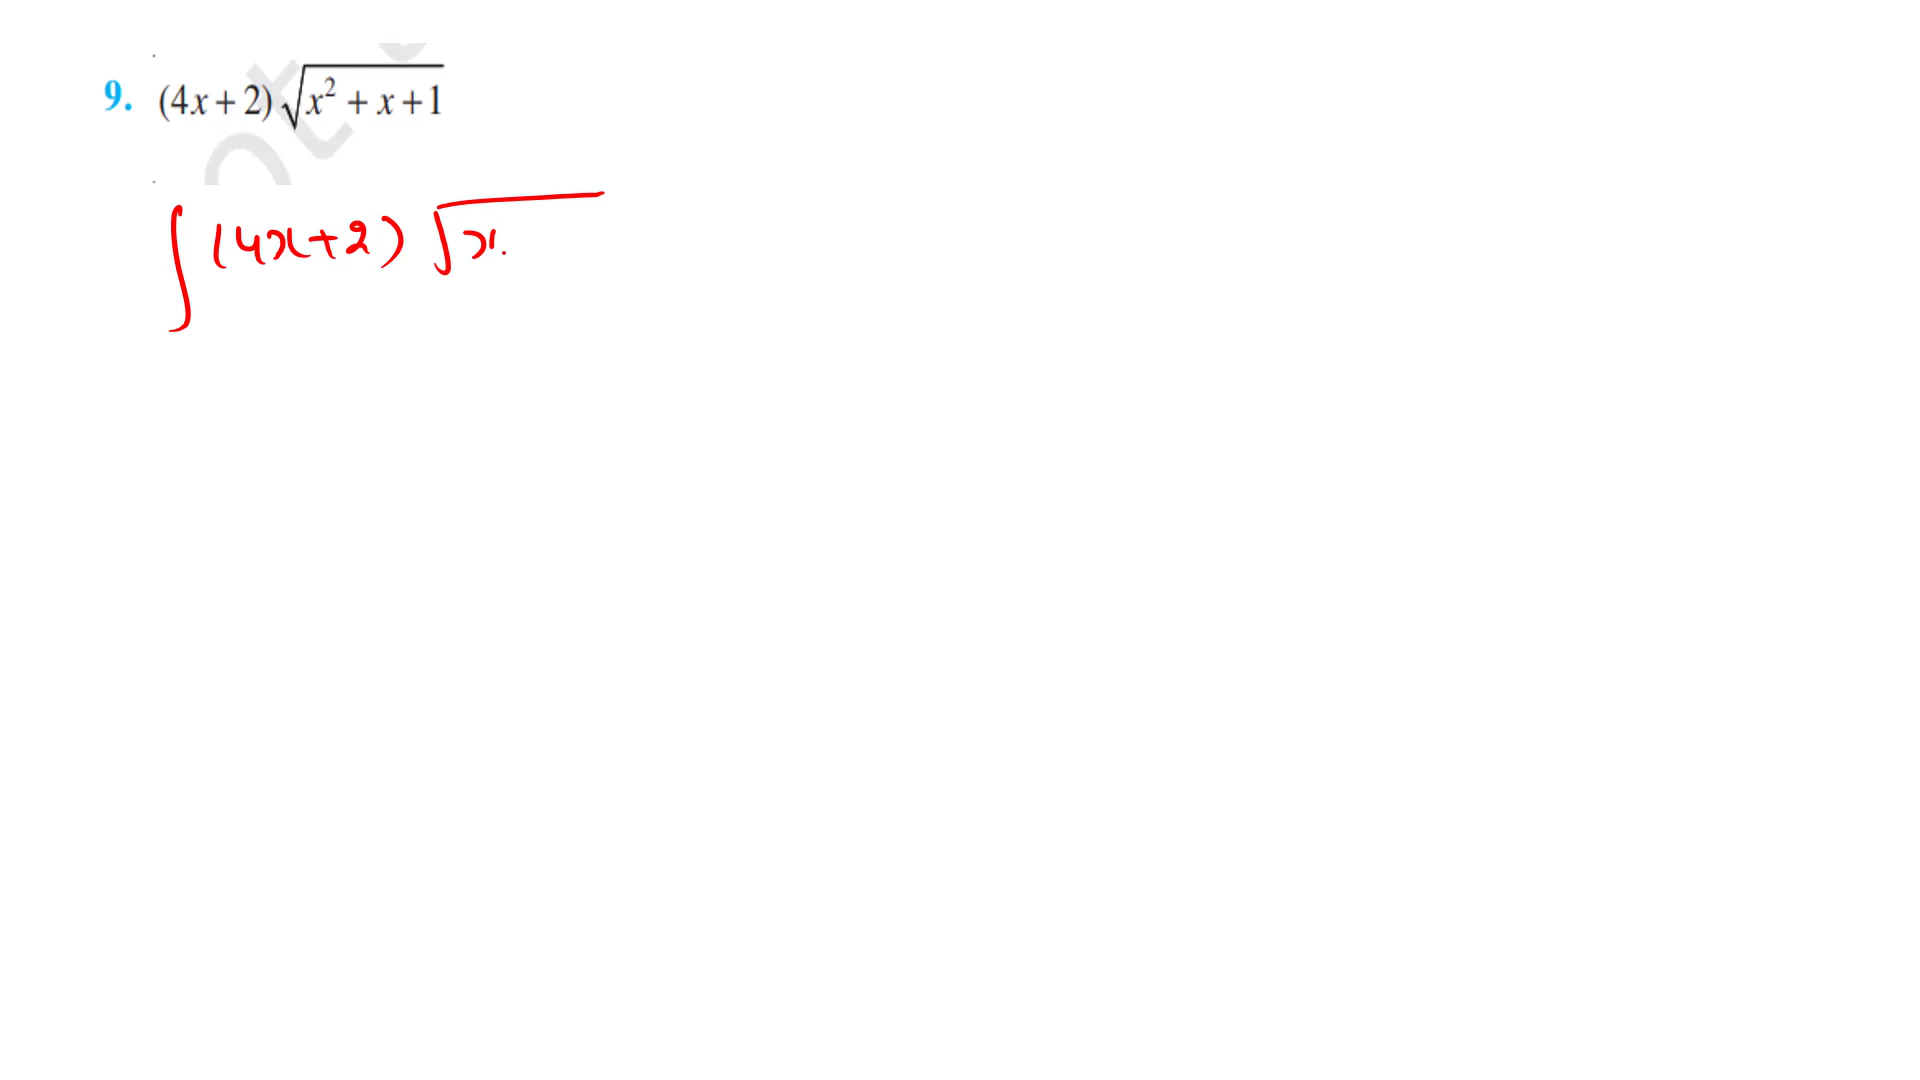 9. (4x + 2) √(x² + x + 1)
∫ (4x+2) √x